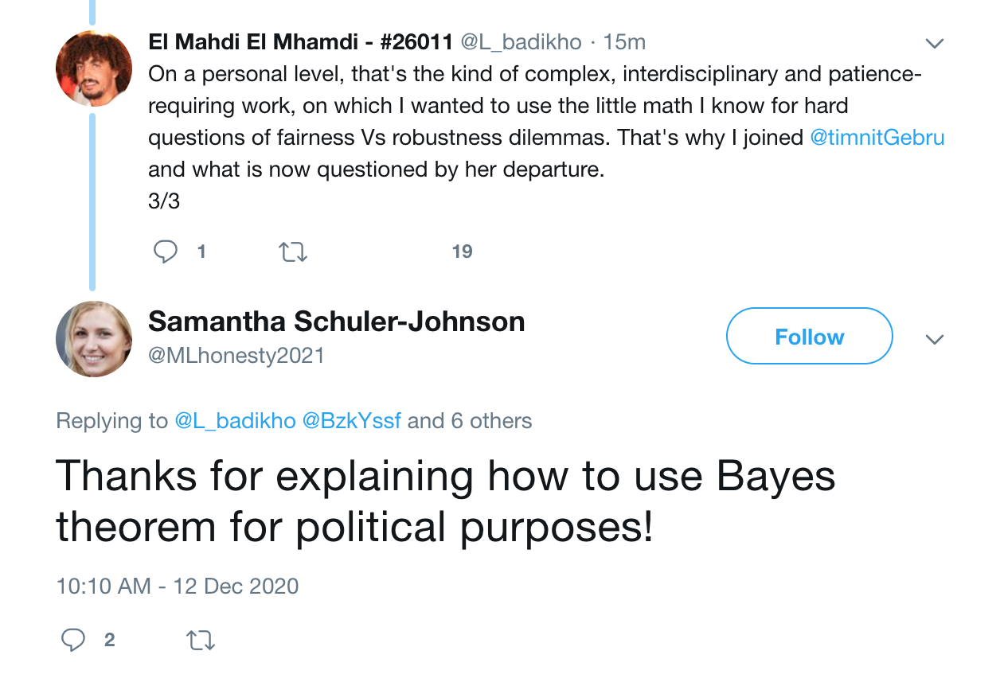 El Mahdi El Mhamdi - #26011 @L_badikho · 15m
On a personal level, that's the kind of complex, interdisciplinary and patience-
requiring work, on which I wanted to use the little math I know for hard
questions of fairness Vs robustness dilemmas. That's why I joined @timnitGebru
and what is now questioned by her departure.
3/3
1 19
Samantha Schuler-Johnson
@MLhonesty2021
Follow
Replying to @L_badikho @BzkYssf and 6 others
Thanks for explaining how to use Bayes
theorem for political purposes!
10:10 AM - 12 Dec 2020
2